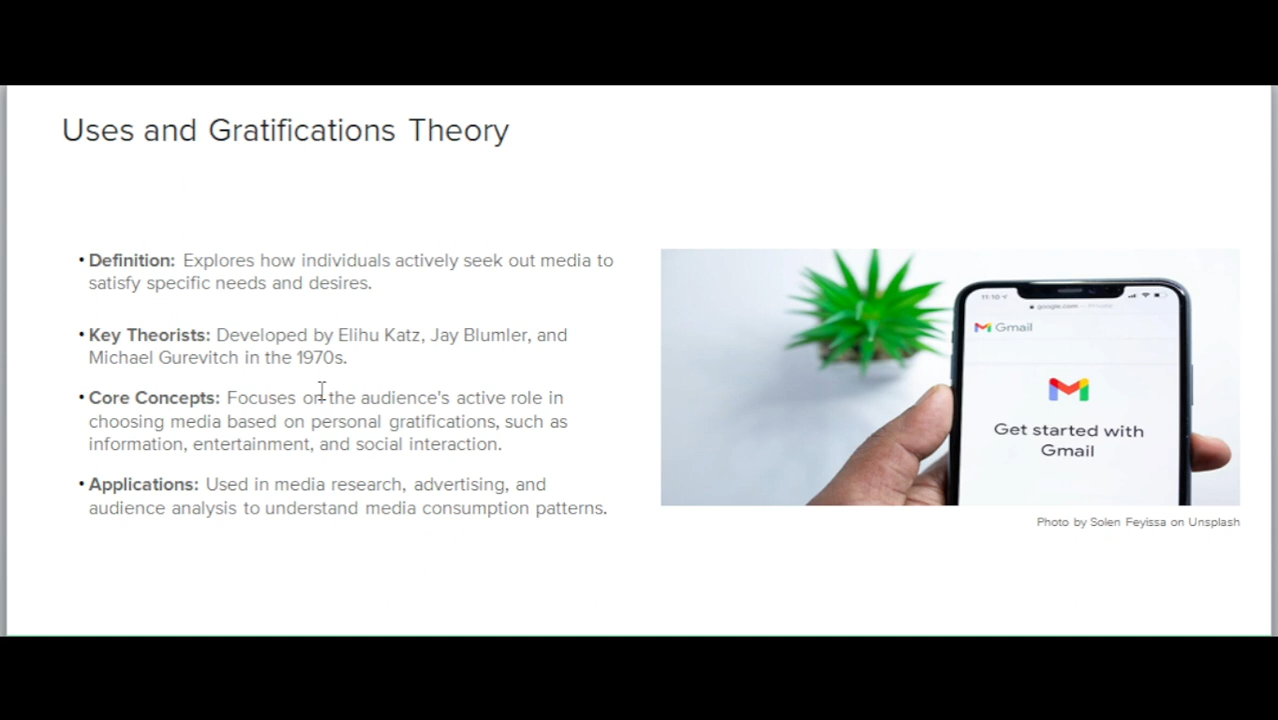 Uses and Gratifications Theory
• Definition: Explores how individuals actively seek out media to
satisfy specific needs and desires.
• Key Theorists: Developed by Elihu Katz, Jay Blumler, and
Michael Gurevitch in the 1970s.
• Core Concepts: Focuses on the audience's active role in
choosing media based on personal gratifications, such as
information, entertainment, and social interaction.
• Applications: Used in media research, advertising, and
audience analysis to understand media consumption patterns.
11:10
google.com — Private
Gmail
Get started with
Gmail
Photo by Solen Feyissa on Unsplash